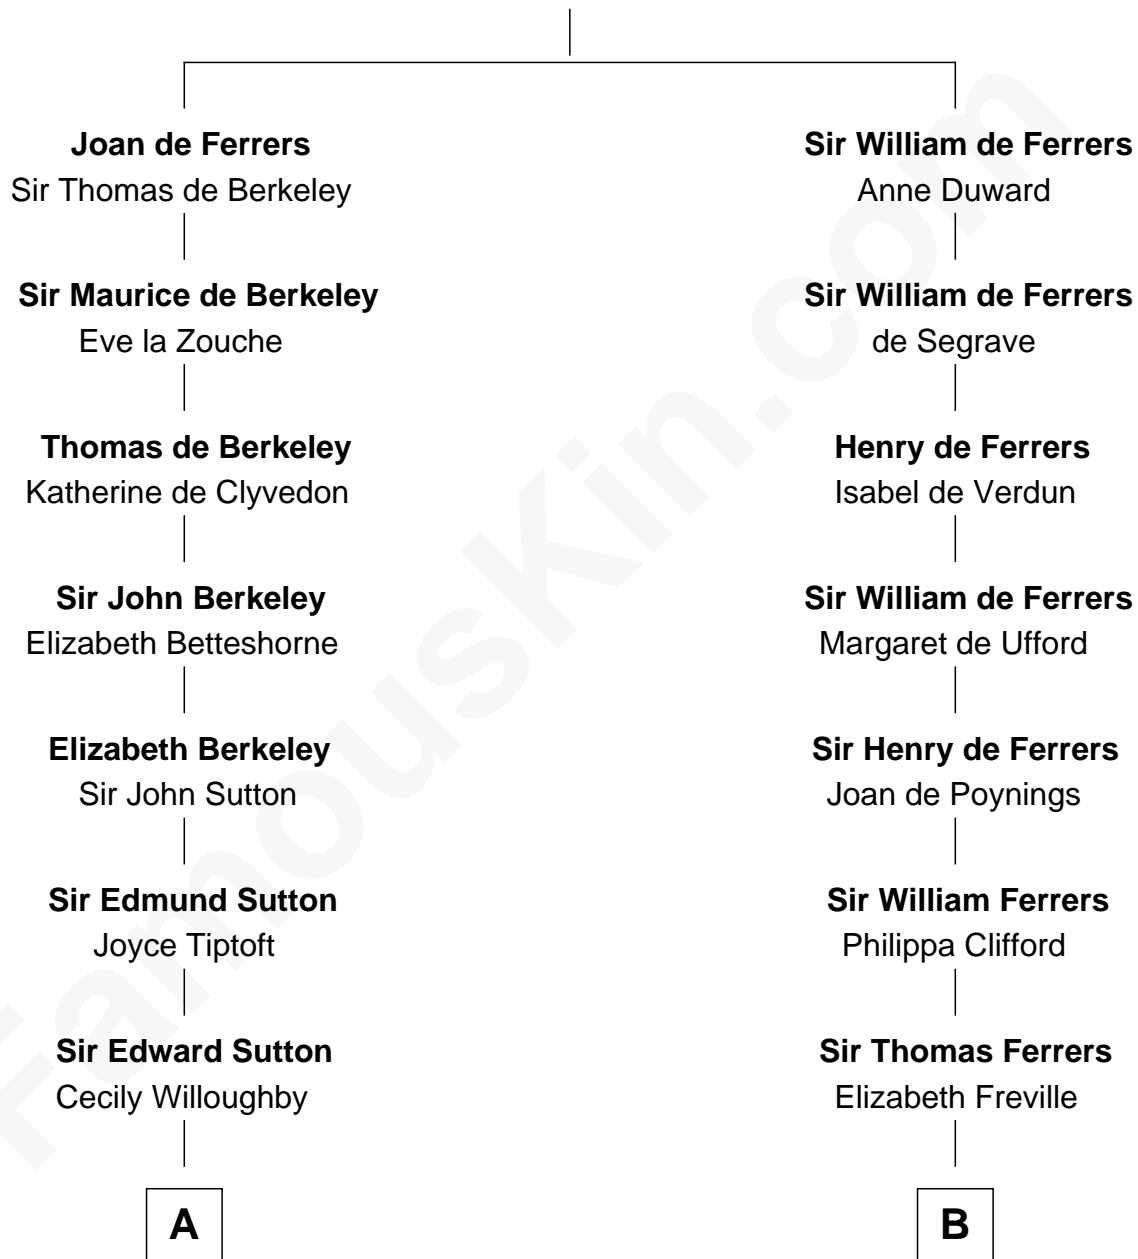 Joan de Ferrers
Sir Thomas de Berkeley
Sir Maurice de Berkeley
Eve la Zouche
Thomas de Berkeley
Katherine de Clyvedon
Sir John Berkeley
Elizabeth Betteshorne
Elizabeth Berkeley
Sir John Sutton
Sir Edmund Sutton
Joyce Tiptoft
Sir Edward Sutton
Cecily Willoughby
A
Sir William de Ferrers
Anne Duward
Sir William de Ferrers
de Segrave
Henry de Ferrers
Isabel de Verdun
Sir William de Ferrers
Margaret de Ufford
Sir Henry de Ferrers
Joan de Poynings
Sir William Ferrers
Philippa Clifford
Sir Thomas Ferrers
Elizabeth Freville
B
FamousKin.com